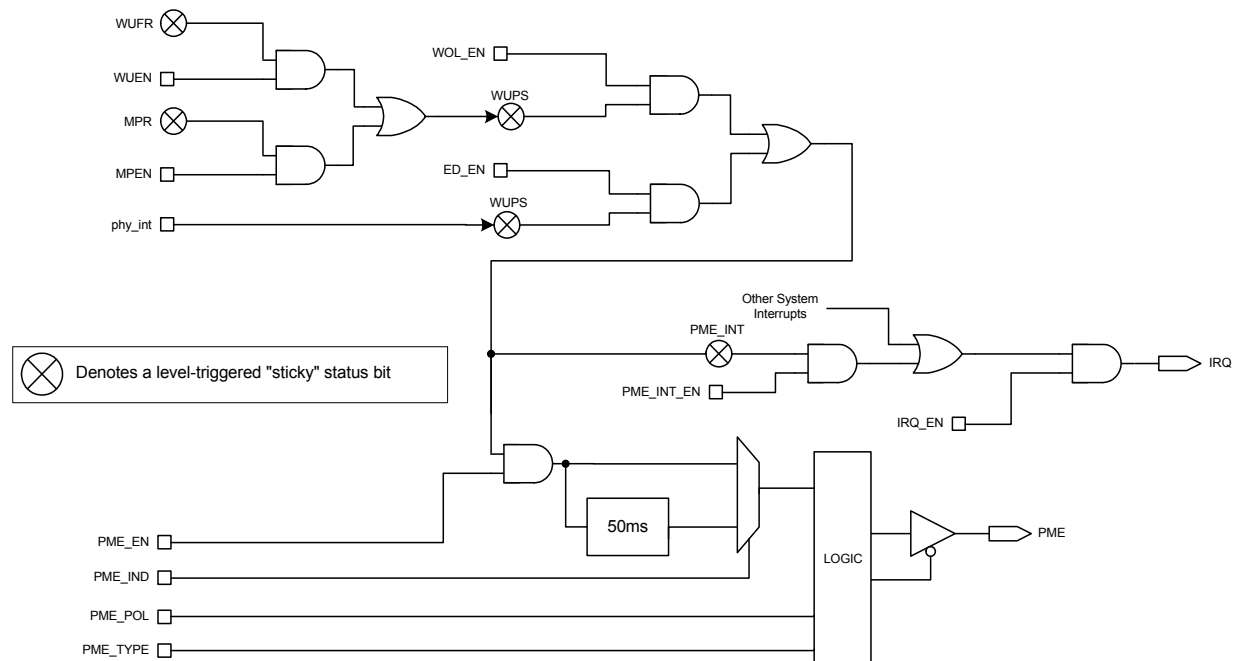 WUFR
WUEN
MPR
MPEN
phy_int
WOL_EN
WUPS
ED_EN
WUPS
Other System
Interrupts
PME_INT
PME_INT_EN
IRQ_EN
IRQ
Denotes a level-triggered "sticky" status bit
50ms
LOGIC
PME
PME_EN
PME_IND
PME_POL
PME_TYPE